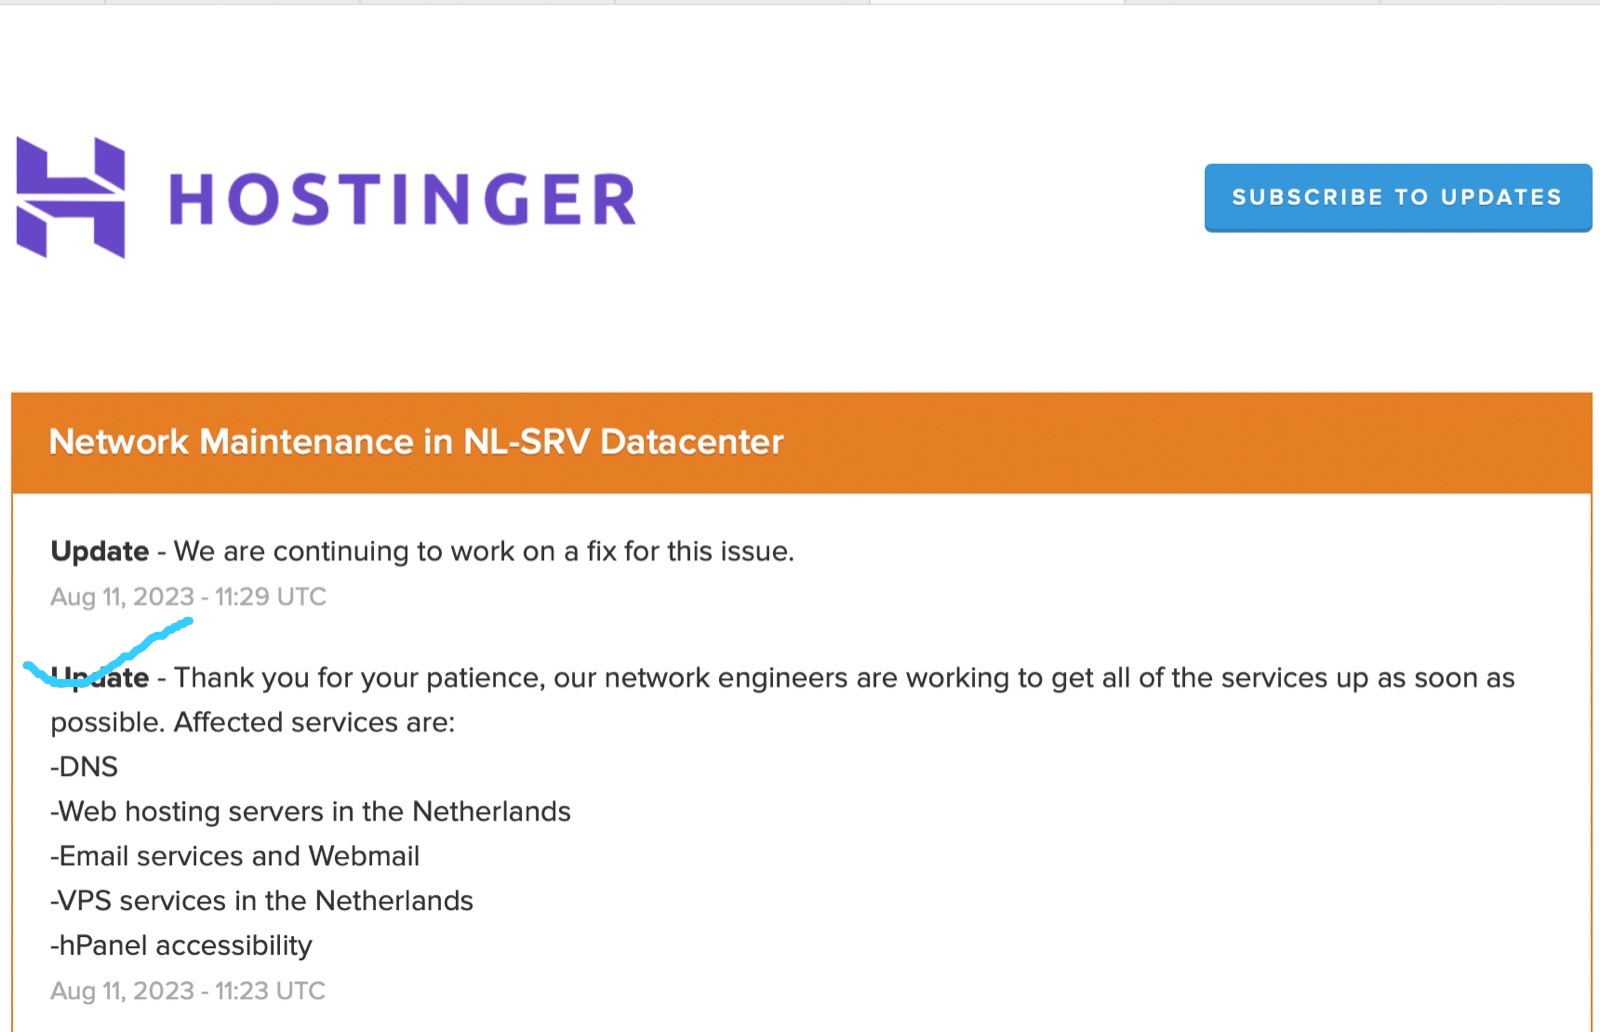 HOSTINGER
SUBSCRIBE TO UPDATES
Network Maintenance in NL-SRV Datacenter
Update - We are continuing to work on a fix for this issue.
Aug 11, 2023 - 11:29 UTC
Update - Thank you for your patience, our network engineers are working to get all of the services up as soon as
possible. Affected services are:
-DNS
-Web hosting servers in the Netherlands
-Email services and Webmail
-VPS services in the Netherlands
-hPanel accessibility
Aug 11, 2023 - 11:23 UTC